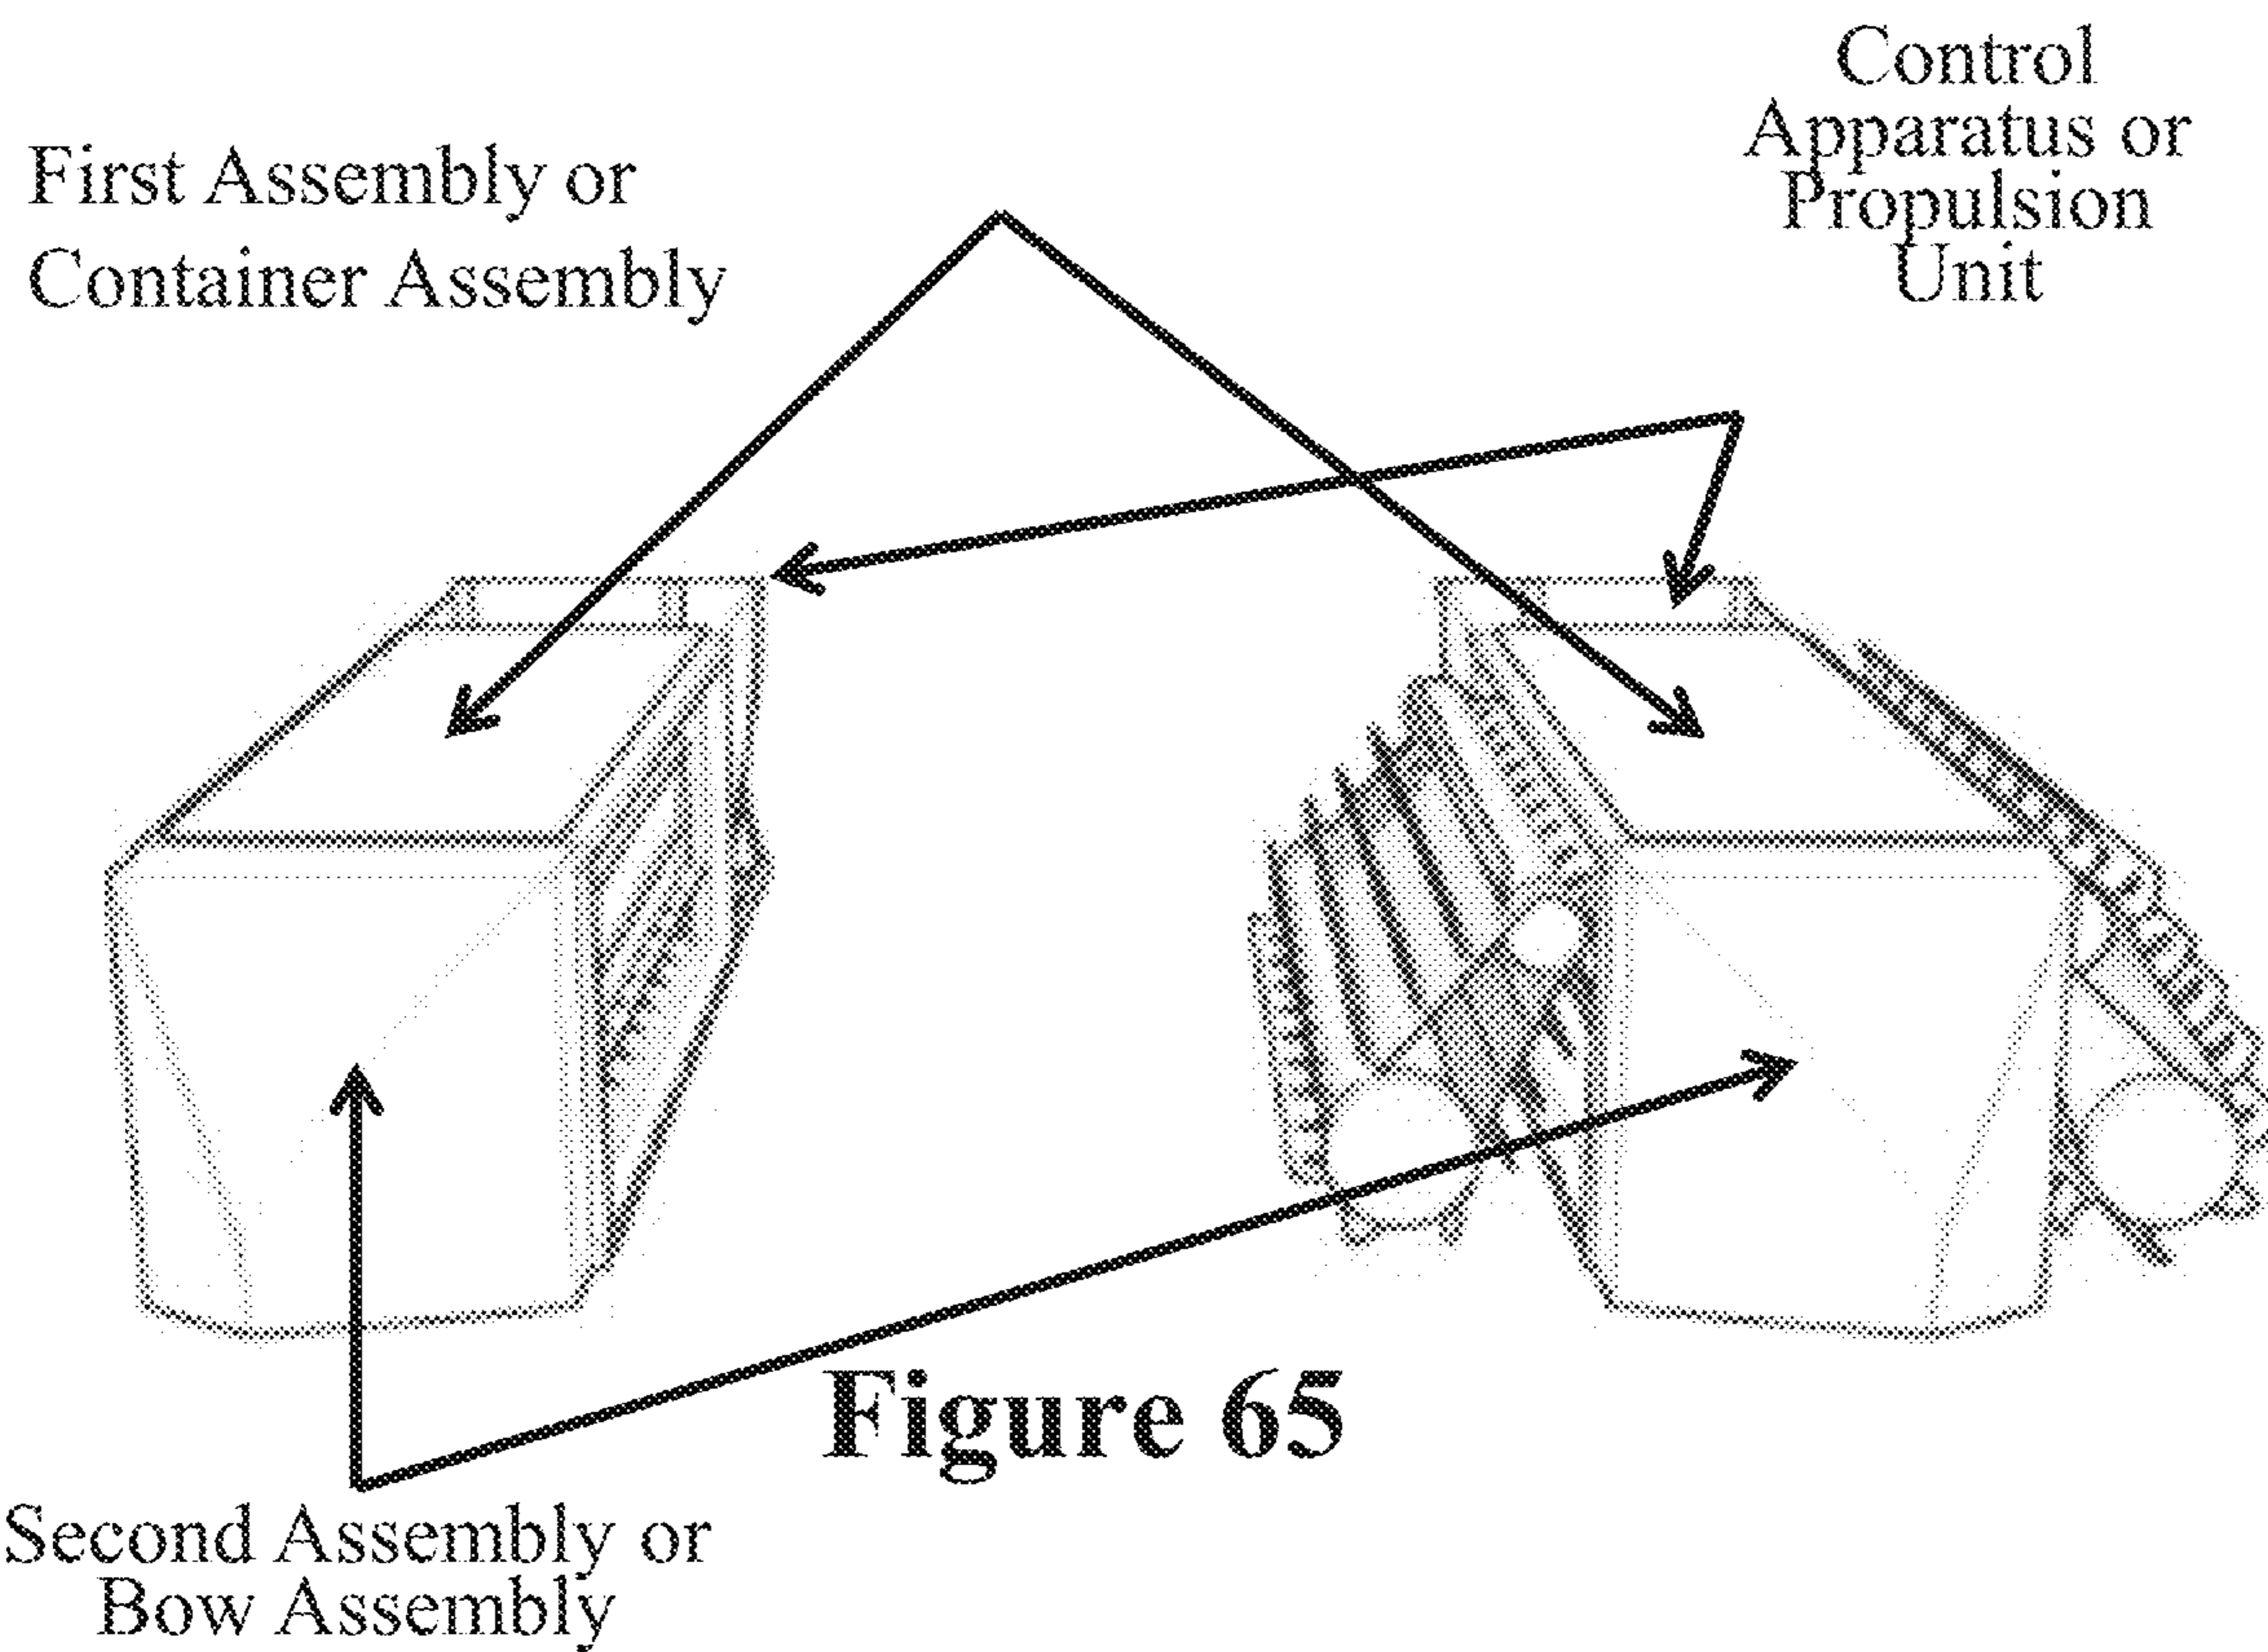 First Assembly or
Container Assembly
Control
Apparatus or
Propulsion
Unit
Figure 65
Second Assembly or
Bow Assembly